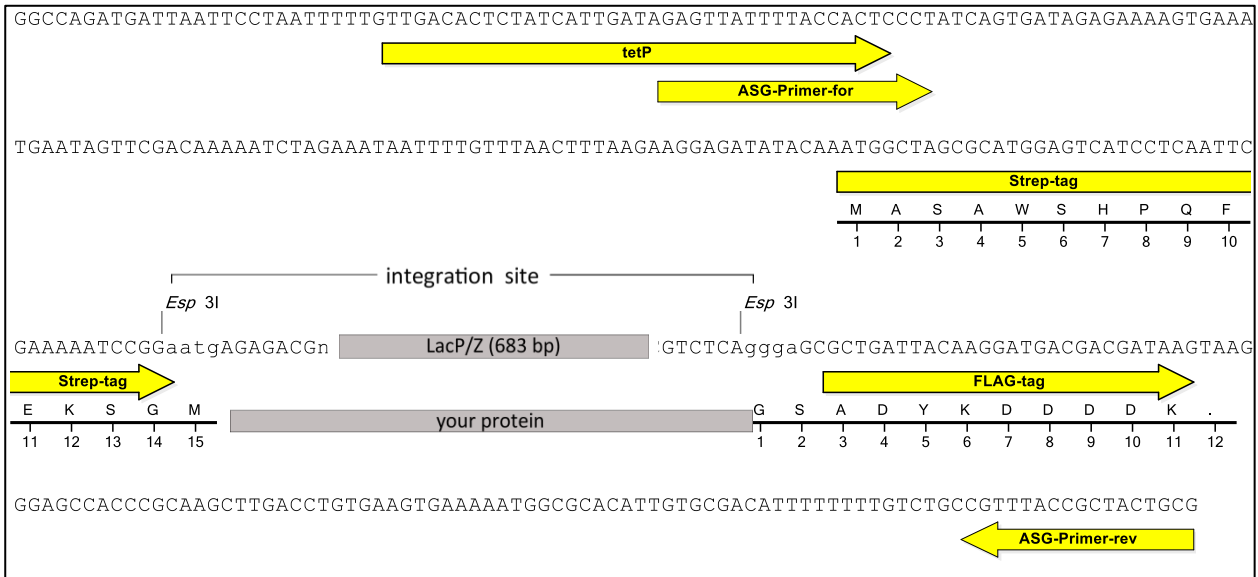 GGCCAGATGATTAATTCCTAATTTTTGTTGACACTCTATCATTGATAGAGTTATTTTACCACTCCCTATCAGTGATAGAGAAAAGTGAAA
tetP
ASG-Primer-for
TGAATAGTTCGACAAAAATCTAGAAATAATTTTGTTTAACTTTAAGAAGGAGATATACAAATGGCTAGCGCATGGAGTCATCCTCAATTC
Strep-tag
M A S A W S H P Q F
1 2 3 4 5 6 7 8 9 10
integration site
Esp 3I Esp 3I
GAAAAATCCGGaatgAGAGACGn LacP/Z (683 bp) CGTCTCAgggaGCGCTGATTACAAGGATGACGACGATAAGTAAG
Strep-tag FLAG-tag
E K S G M your protein G S A D Y K D D D D K .
11 12 13 14 15 1 2 3 4 5 6 7 8 9 10 11 12
GGAGCCACCCGCAAGCTTGACCTGTGAAGTGAAAAATGGCGCACATTGTGCGACATTTTTTTTGTCTGCCGTTTACCGCTACTGCG
ASG-Primer-rev